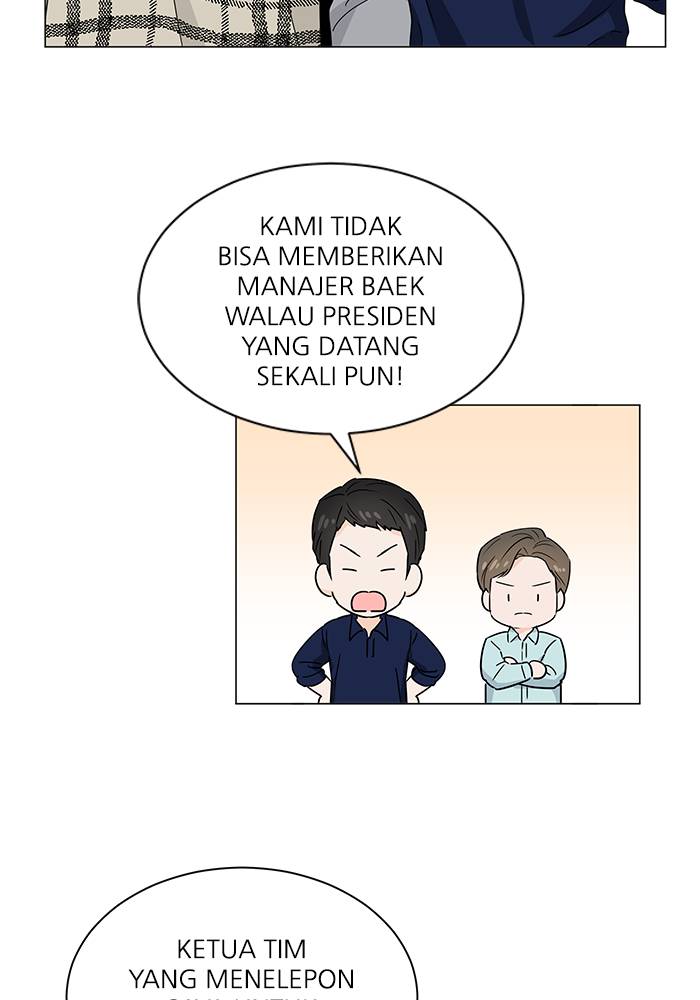 KAMI TIDAK
BISA MEMBERIKAN
MANAJER BAEK
WALAU PRESIDEN
YANG DATANG
SEKALI PUN!
KETUA TIM
YANG MENELEPON